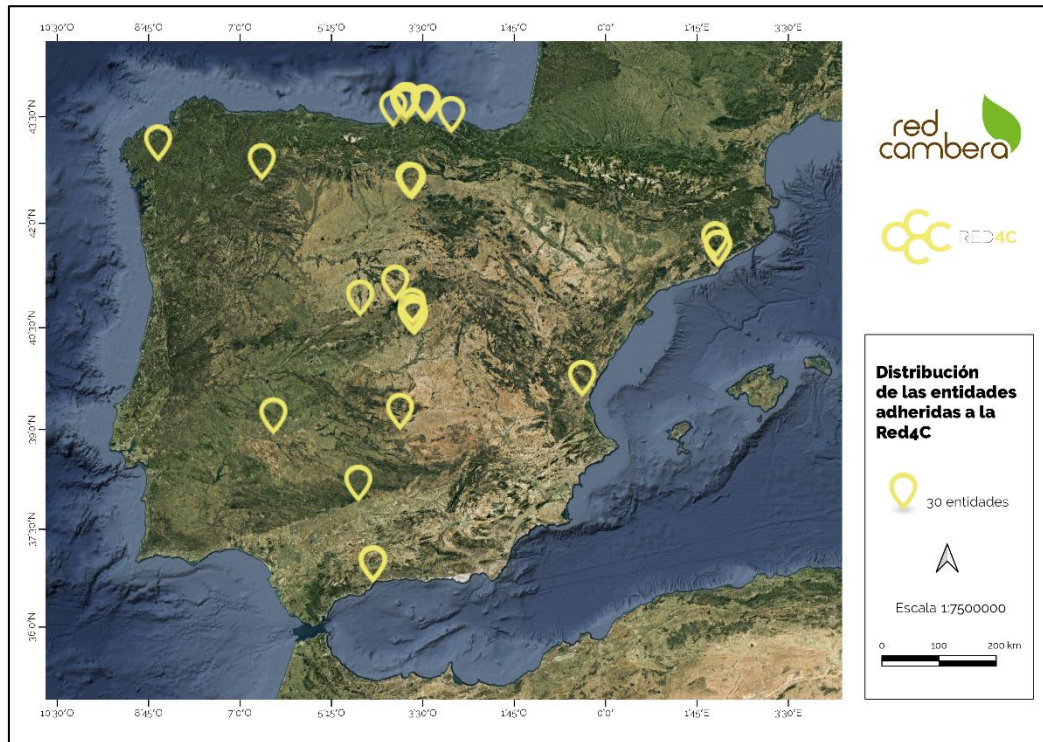 10°30'O 8°45'O 7°0'O 5°15'O 3°30'O 1°45'O 0°0' 1°45'E 3°30'E
43°30'N
42°0'N
40°30'N
39°0'N
37°30'N
36°0'N
10°30'O 8°45'O 7°0'O 5°15'O 3°30'O 1°45'O 0°0' 1°45'E 3°30'E
red
cambera
CCCC RED4C
Distribución
de las entidades
adheridas a la
Red4C
30 entidades
Escala 1:7500000
0 100 200 km